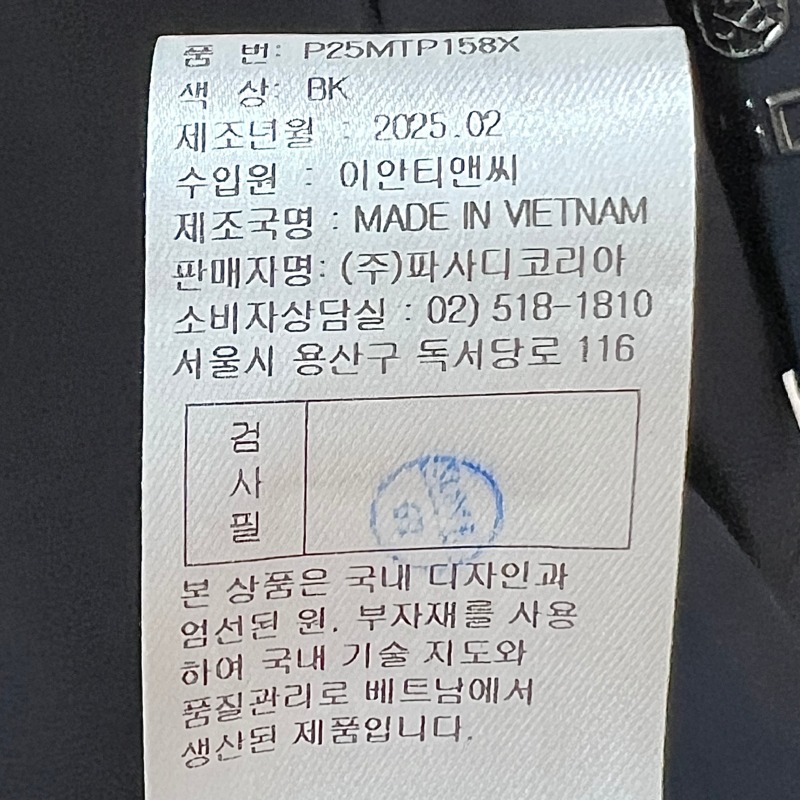 품 번: P25MTP158X
색 상: BK
제조년월 : 2025.02
수입원 : 이안티앤씨
제조국명 : MADE IN VIETNAM
판매자명: (주)파사디코리아
소비자상담실 : 02) 518-1810
서울시 용산구 독서당로 116
검
사
필
본 상품은 국내 디자인과
엄선된 원, 부자재를 사용
하여 국내 기술 지도와
품질관리로 베트남에서
생산된 제품입니다.